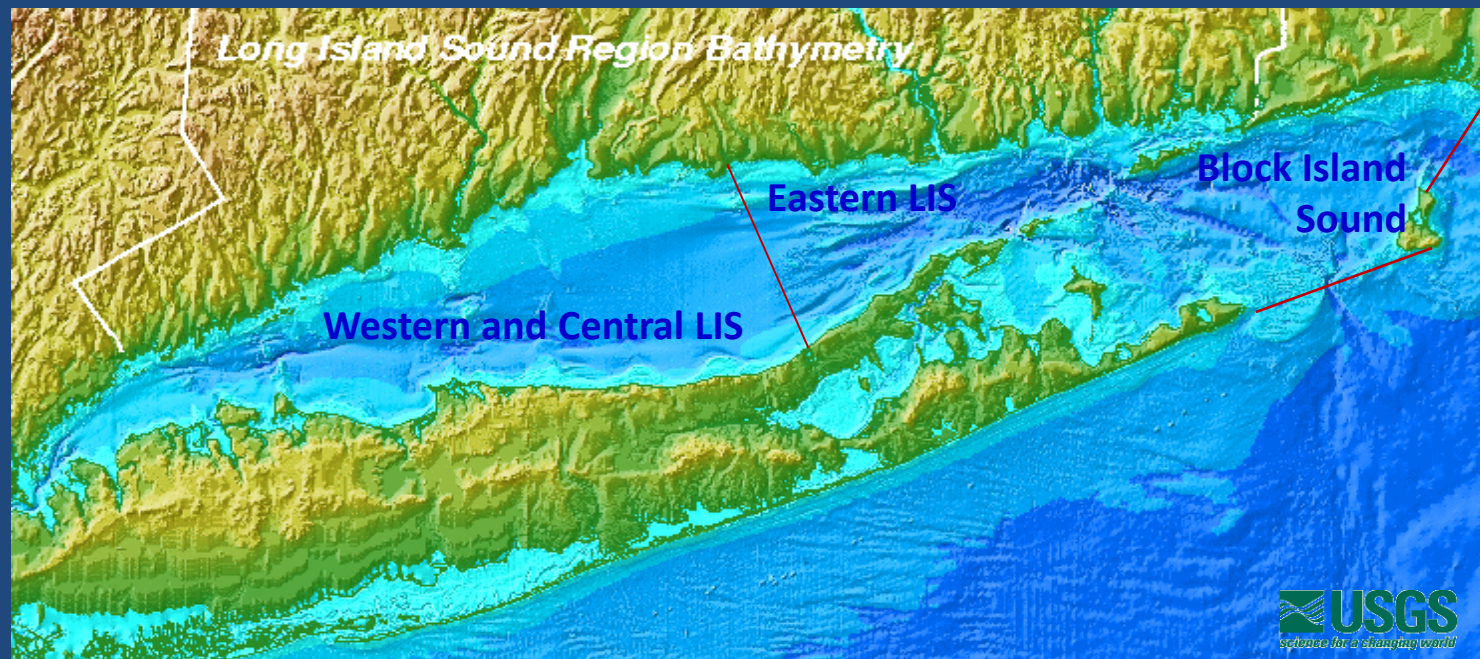 Long Island Sound Region Bathymetry
Eastern LIS
Block Island
Sound
Western and Central LIS
USGS
science for a changing world